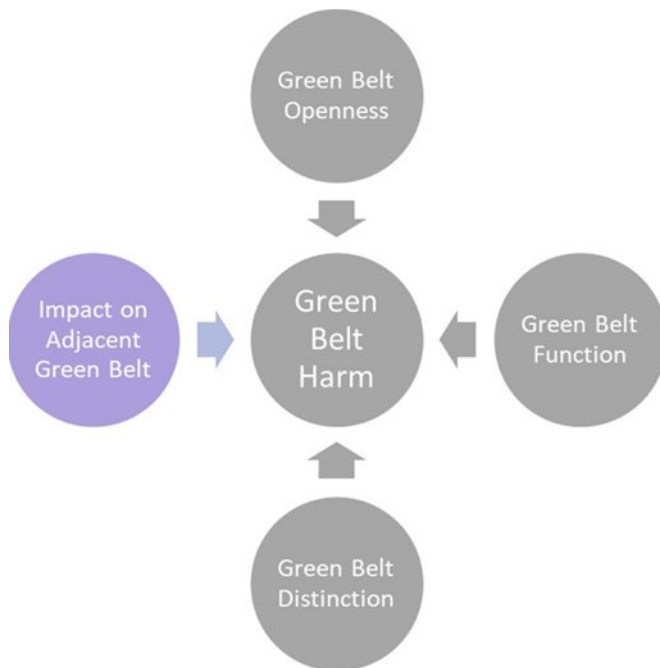 Green Belt
Openness
Impact on
Adjacent
Green Belt
Green
Belt
Harm
Green Belt
Function
Green Belt
Distinction